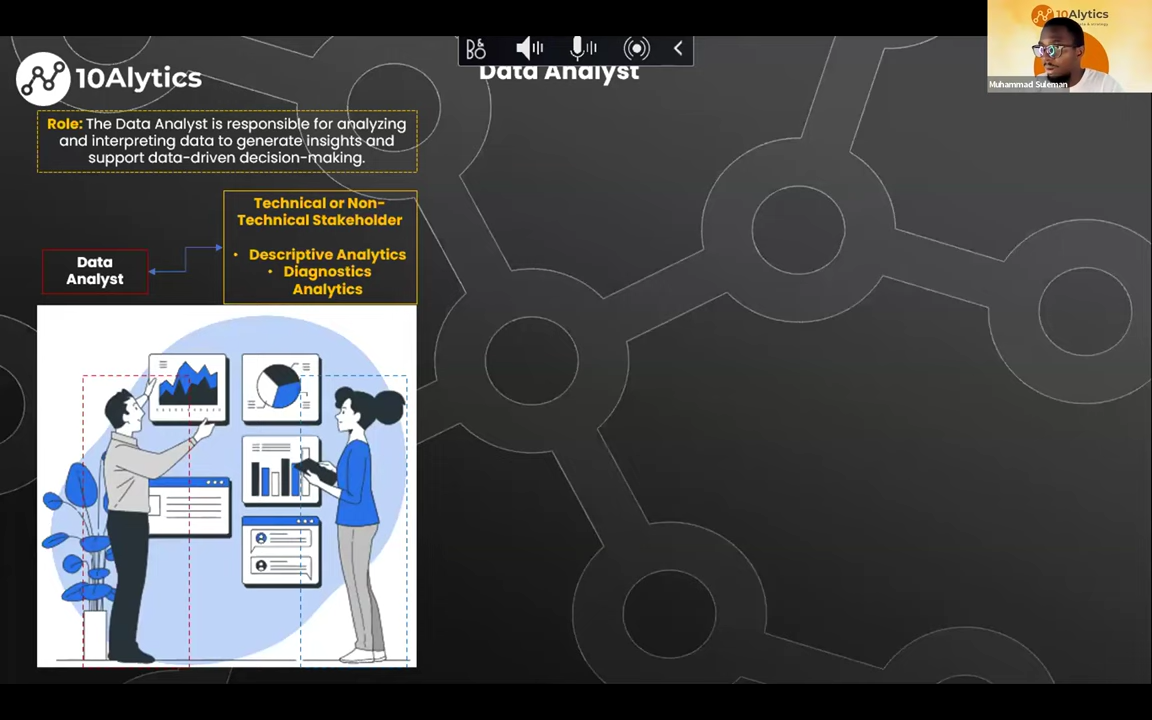 10Alytics
Data Analyst
Role: The Data Analyst is responsible for analyzing
and interpreting data to generate insights and
support data-driven decision-making.
Technical or Non-
Technical Stakeholder
• Descriptive Analytics
• Diagnostics
Analytics
Data
Analyst
10Alytics
Muhammad Suleman